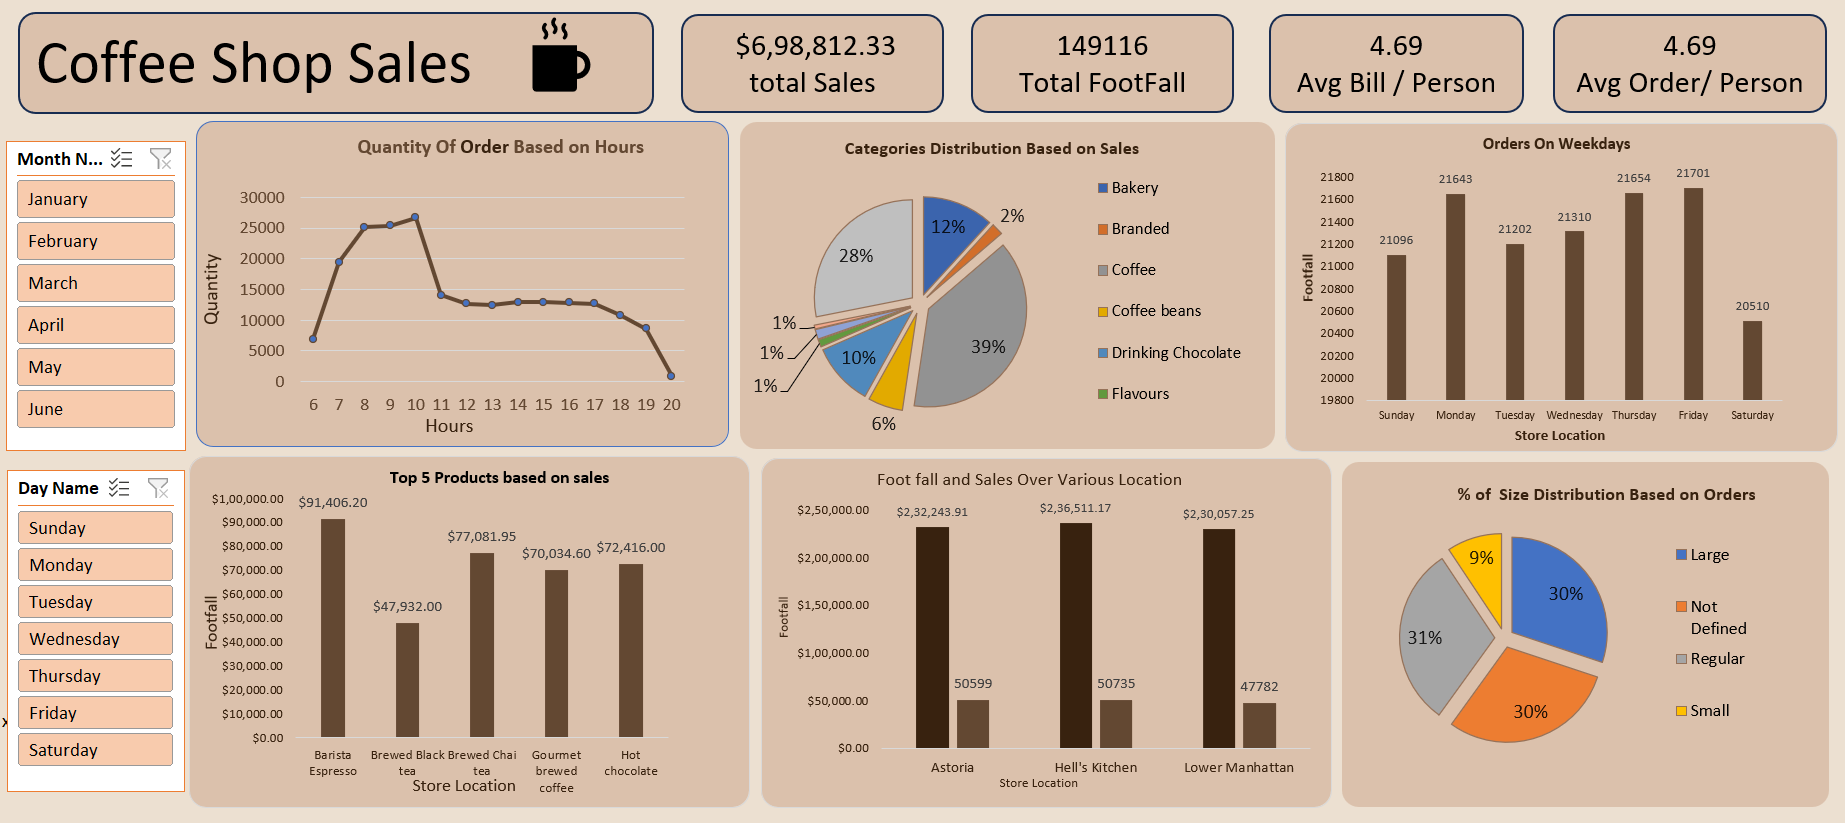 Coffee Shop Sales
$6,98,812.33
total Sales
149116
Total FootFall
4.69
Avg Bill / Person
4.69
Avg Order/ Person
Month N...
January
February
March
April
May
June
Quantity Of Order Based on Hours
30000
25000
20000
15000
10000
5000
0
Quantity
6 7 8 9 10 11 12 13 14 15 16 17 18 19 20
Hours
Categories Distribution Based on Sales
12%
2%
39%
6%
10%
1%
1%
1%
28%
Bakery
Branded
Coffee
Coffee beans
Drinking Chocolate
Flavours
Orders On Weekdays
21800
21600
21400
21200
21000
20800
20600
20400
20200
20000
19800
Footfall
21096
21643
21202
21310
21654
21701
20510
Sunday Monday Tuesday Wednesday Thursday Friday Saturday
Store Location
Day Name
Sunday
Monday
Tuesday
Wednesday
Thursday
Friday
Saturday
x
Top 5 Products based on sales
$1,00,000.00
$90,000.00
$80,000.00
$70,000.00
$60,000.00
$50,000.00
$40,000.00
$30,000.00
$20,000.00
$10,000.00
$0.00
Footfall
$91,406.20
$47,932.00
$77,081.95
$70,034.60
$72,416.00
Barista
Espresso
Brewed Black
tea
Brewed Chai
tea
Gourmet
brewed
coffee
Hot
chocolate
Store Location
Foot fall and Sales Over Various Location
$2,50,000.00
$2,00,000.00
$1,50,000.00
$1,00,000.00
$50,000.00
$0.00
Footfall
$2,32,243.91
50599
$2,36,511.17
50735
$2,30,057.25
47782
Astoria Hell's Kitchen Lower Manhattan
Store Location
% of Size Distribution Based on Orders
30%
30%
31%
9%
Large
Not
Defined
Regular
Small